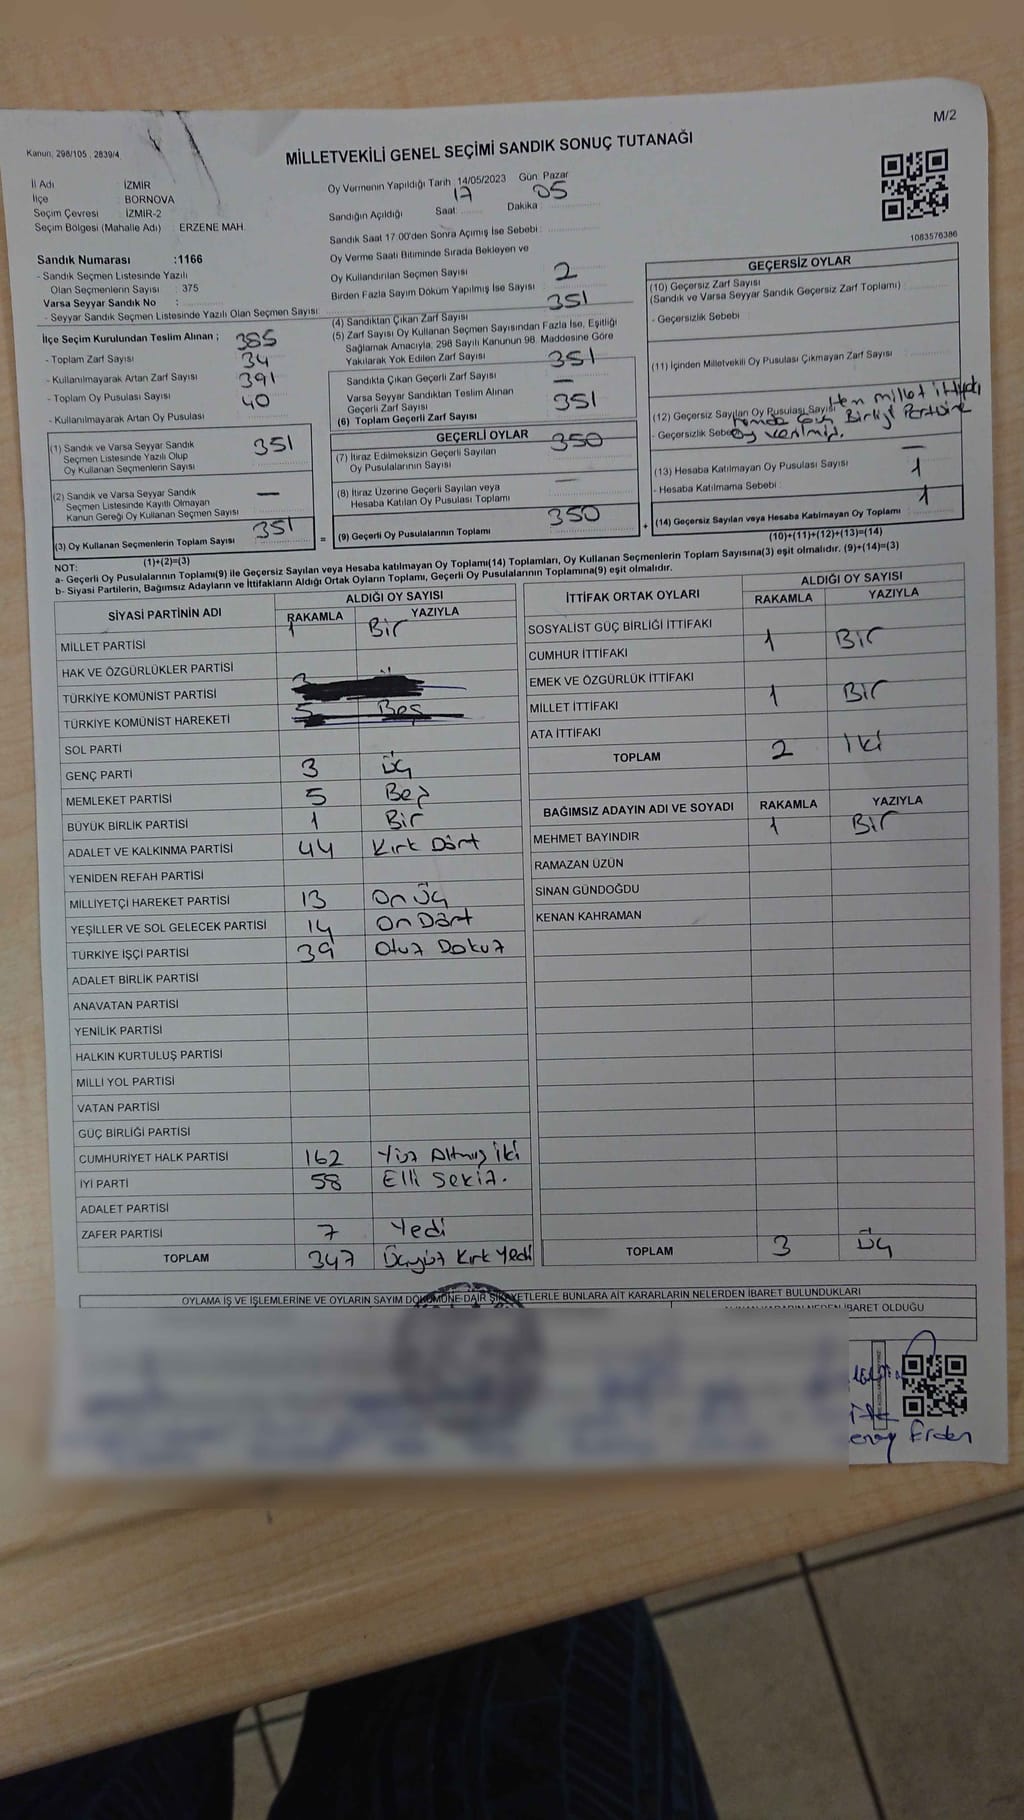 M/2
Kanun, 298/105 , 2839/4
MİLLETVEKİLİ GENEL SEÇİMİ SANDIK SONUÇ TUTANAĞI
İl Adı İZMİR
İlçe BORNOVA
Seçim Çevresi : İZMİR-2
Seçim Bölgesi (Mahalle Adı) : ERZENE MAH.
Sandık Numarası :1166
- Sandık Seçmen Listesinde Yazılı
Olan Seçmenlerin Sayısı : 375
Varsa Seyyar Sandık No :
- Seyyar Sandık Seçmen Listesinde Yazılı Olan Seçmen Sayısı:
İlçe Seçim Kurulundan Teslim Alınan ; 385
- Toplam Zarf Sayısı 34
- Kullanılmayarak Artan Zarf Sayısı 391
- Toplam Oy Pusulası Sayısı 40
- Kullanılmayarak Artan Oy Pusulası
(1) Sandık ve Varsa Seyyar Sandık
Seçmen Listesinde Yazılı Olup
Oy Kullanan Seçmenlerin Sayısı 351
(2) Sandık ve Varsa Seyyar Sandık
Seçmen Listesinde Kayıtlı Olmayan
Kanun Gereği Oy Kullanan Seçmen Sayısı —
(3) Oy Kullanan Seçmenlerin Toplam Sayısı 351
(1)+(2)=(3)
Oy Vermenin Yapıldığı Tarih 14/05/2023 Gün: Pazar
Sandığın Açıldığı Saat: 17 Dakika : 05
Sandık Saat 17:00'den Sonra Açımış İse Sebebi :
Oy Verme Saati Bitiminde Sırada Bekleyen ve
Oy Kullandırılan Seçmen Sayısı 2
Birden Fazla Sayım Döküm Yapılmış İse Sayısı :
(4) Sandıktan Çıkan Zarf Sayısı 351
(5) Zarf Sayısı Oy Kullanan Seçmen Sayısından Fazla İse, Eşitliği
Sağlamak Amacıyla, 298 Sayılı Kanunun 98. Maddesine Göre
Yakılarak Yok Edilen Zarf Sayısı
Sandıkta Çıkan Geçerli Zarf Sayısı 351
Varsa Seyyar Sandıktan Teslim Alınan
Geçerli Zarf Sayısı —
(6) Toplam Geçerli Zarf Sayısı 351
GEÇERLİ OYLAR
(7) İtiraz Edilmeksizin Geçerli Sayılan
Oy Pusulalarının Sayısı 350
(8) İtiraz Üzerine Geçerli Sayılan veya
Hesaba Katılan Oy Pusulası Toplamı —
(9) Geçerli Oy Pusulalarının Toplamı 350
1083576386
GEÇERSİZ OYLAR
(10) Geçersiz Zarf Sayısı
(Sandık ve Varsa Seyyar Sandık Geçersiz Zarf Toplamı) :
- Geçersizlik Sebebi :
(11) İçinden Milletvekili Oy Pusulası Çıkmayan Zarf Sayısı
(12) Geçersiz Sayılan Oy Pusulası Sayısı Hem millet ittifakı
- Geçersizlik Sebebi hemde Güç Birliği Partisine
oy verilmiş.
(13) Hesaba Katılmayan Oy Pusulası Sayısı —
- Hesaba Katılmama Sebebi : 1
(14) Geçersiz Sayılan veya Hesaba Katılmayan Oy Toplamı 1
(10)+(11)+(12)+(13)=(14)
NOT:
a- Geçerli Oy Pusulalarının Toplamı(9) ile Geçersiz Sayılan veya Hesaba katılmayan Oy Toplamı(14) Toplamları, Oy Kullanan Seçmenlerin Toplam Sayısına(3) eşit olmalıdır. (9)+(14)=(3)
b- Siyasi Partilerin, Bağımsız Adayların ve İttifakların Aldığı Ortak Oyların Toplamı, Geçerli Oy Pusulalarının Toplamına(9) eşit olmalıdır.
SİYASİ PARTİNİN ADI ALDIĞI OY SAYISI
RAKAMLA YAZIYLA
MİLLET PARTİSİ 1 Bir
HAK VE ÖZGÜRLÜKLER PARTİSİ
TÜRKİYE KOMÜNİST PARTİSİ
TÜRKİYE KOMÜNİST HAREKETİ 5 Beş
SOL PARTİ
GENÇ PARTİ 3 Üç
MEMLEKET PARTİSİ 5 Beş
BÜYÜK BİRLİK PARTİSİ 1 Bir
ADALET VE KALKINMA PARTİSİ 44 Kırk Dört
YENİDEN REFAH PARTİSİ
MİLLİYETÇİ HAREKET PARTİSİ 13 On Üç
YEŞİLLER VE SOL GELECEK PARTİSİ 14 On Dört
TÜRKİYE İŞÇİ PARTİSİ 39 Otuz Dokuz
ADALET BİRLİK PARTİSİ
ANAVATAN PARTİSİ
YENİLİK PARTİSİ
HALKIN KURTULUŞ PARTİSİ
MİLLİ YOL PARTİSİ
VATAN PARTİSİ
GÜÇ BİRLİĞİ PARTİSİ
CUMHURİYET HALK PARTİSİ 162 Yüz Altmış iki
İYİ PARTİ 58 Elli Sekiz.
ADALET PARTİSİ
ZAFER PARTİSİ 7 Yedi
TOPLAM 347 Üçyüz Kırk Yedi
İTTİFAK ORTAK OYLARI ALDIĞI OY SAYISI
RAKAMLA YAZIYLA
SOSYALİST GÜÇ BİRLİĞİ İTTİFAKI
CUMHUR İTTİFAKI 1 Bir
EMEK VE ÖZGÜRLÜK İTTİFAKI
MİLLET İTTİFAKI 1 Bir
ATA İTTİFAKI
TOPLAM 2 İki
BAĞIMSIZ ADAYIN ADI VE SOYADI RAKAMLA YAZIYLA
MEHMET BAYINDIR 1 Bir
RAMAZAN ÜZÜN
SİNAN GÜNDOĞDU
KENAN KAHRAMAN
TOPLAM 3 Üç
OYLAMA İŞ VE İŞLEMLERİNE VE OYLARIN SAYIM DÖKÜMÜNE DAİR ŞİKAYETLERLE BUNLARA AİT KARARLARIN NELERDEN İBARET BULUNDUKLARI
İBARET OLDUĞU
Erden